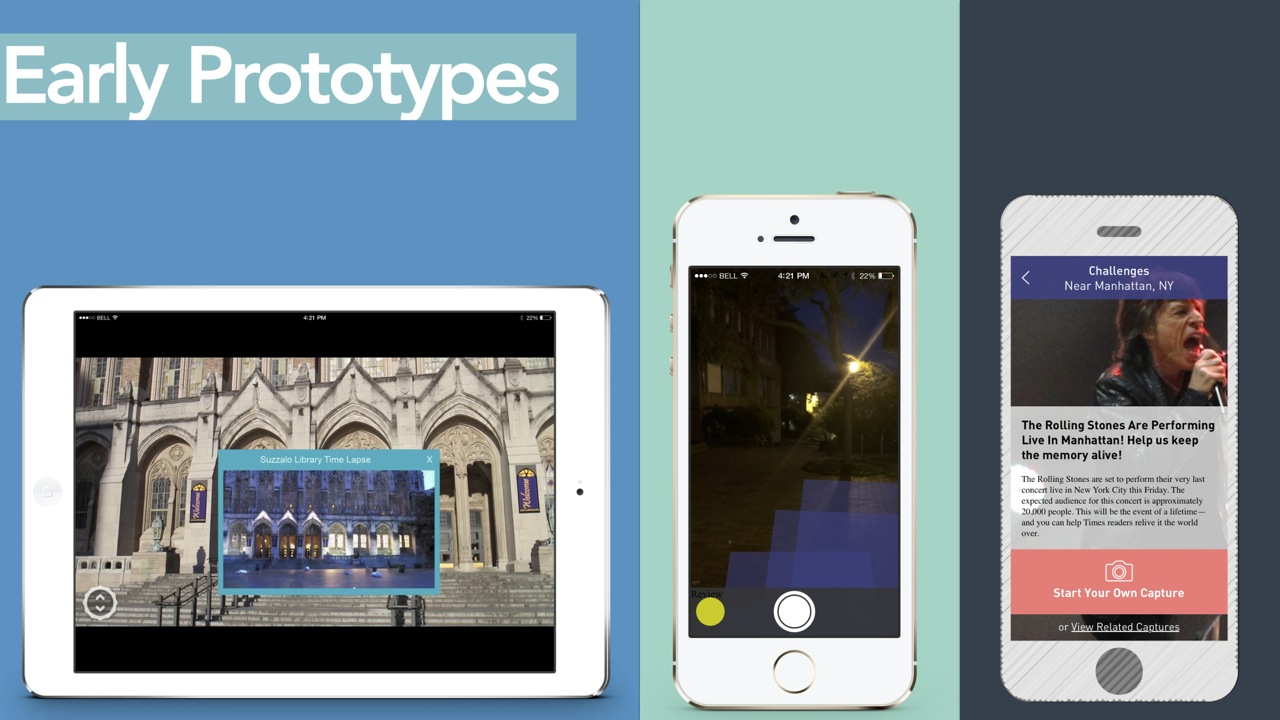 Early Prototypes
BELL 4:21 PM 22%
Suzzalo Library Time Lapse X
Welcome
Welcome
BELL 4:21 PM 22%
Review
Challenges
Near Manhattan, NY
The Rolling Stones Are Performing
Live In Manhattan! Help us keep
the memory alive!
The Rolling Stones are set to perform their very last
concert live in New York City this Friday. The
expected audience for this concert is approximately
20,000 people. This will be the event of a lifetime—
and you can help Times readers relive it the world
over.
Start Your Own Capture
or View Related Captures